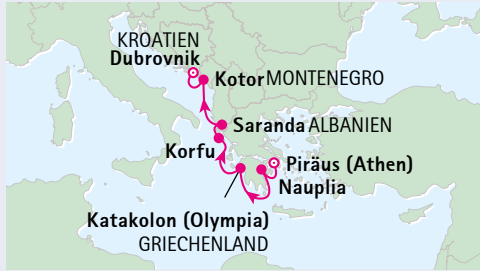 KROATIEN
Dubrovnik
Kotor MONTENEGRO
Saranda ALBANIEN
Korfu
Piräus (Athen)
Nauplia
Katakolon (Olympia)
GRIECHENLAND